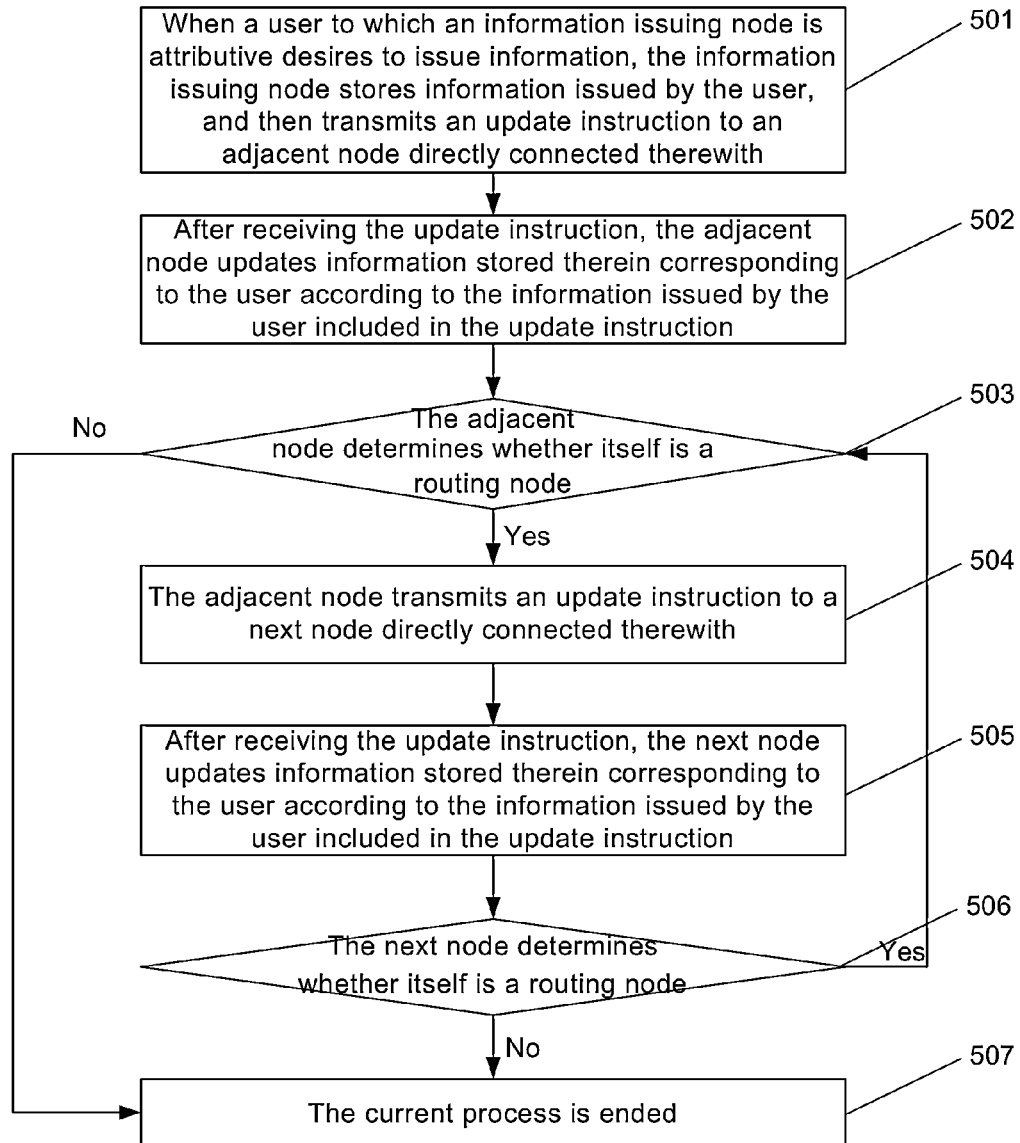 When a user to which an information issuing node is
attributive desires to issue information, the information
issuing node stores information issued by the user,
and then transmits an update instruction to an
adjacent node directly connected therewith
501
After receiving the update instruction, the adjacent
node updates information stored therein corresponding
to the user according to the information issued by the
user included in the update instruction
502
The adjacent
node determines whether itself is a
routing node
503
No
Yes
The adjacent node transmits an update instruction to a
next node directly connected therewith
504
After receiving the update instruction, the next node
updates information stored therein corresponding to
the user according to the information issued by the
user included in the update instruction
505
The next node determines
whether itself is a routing node
506
Yes
No
The current process is ended
507